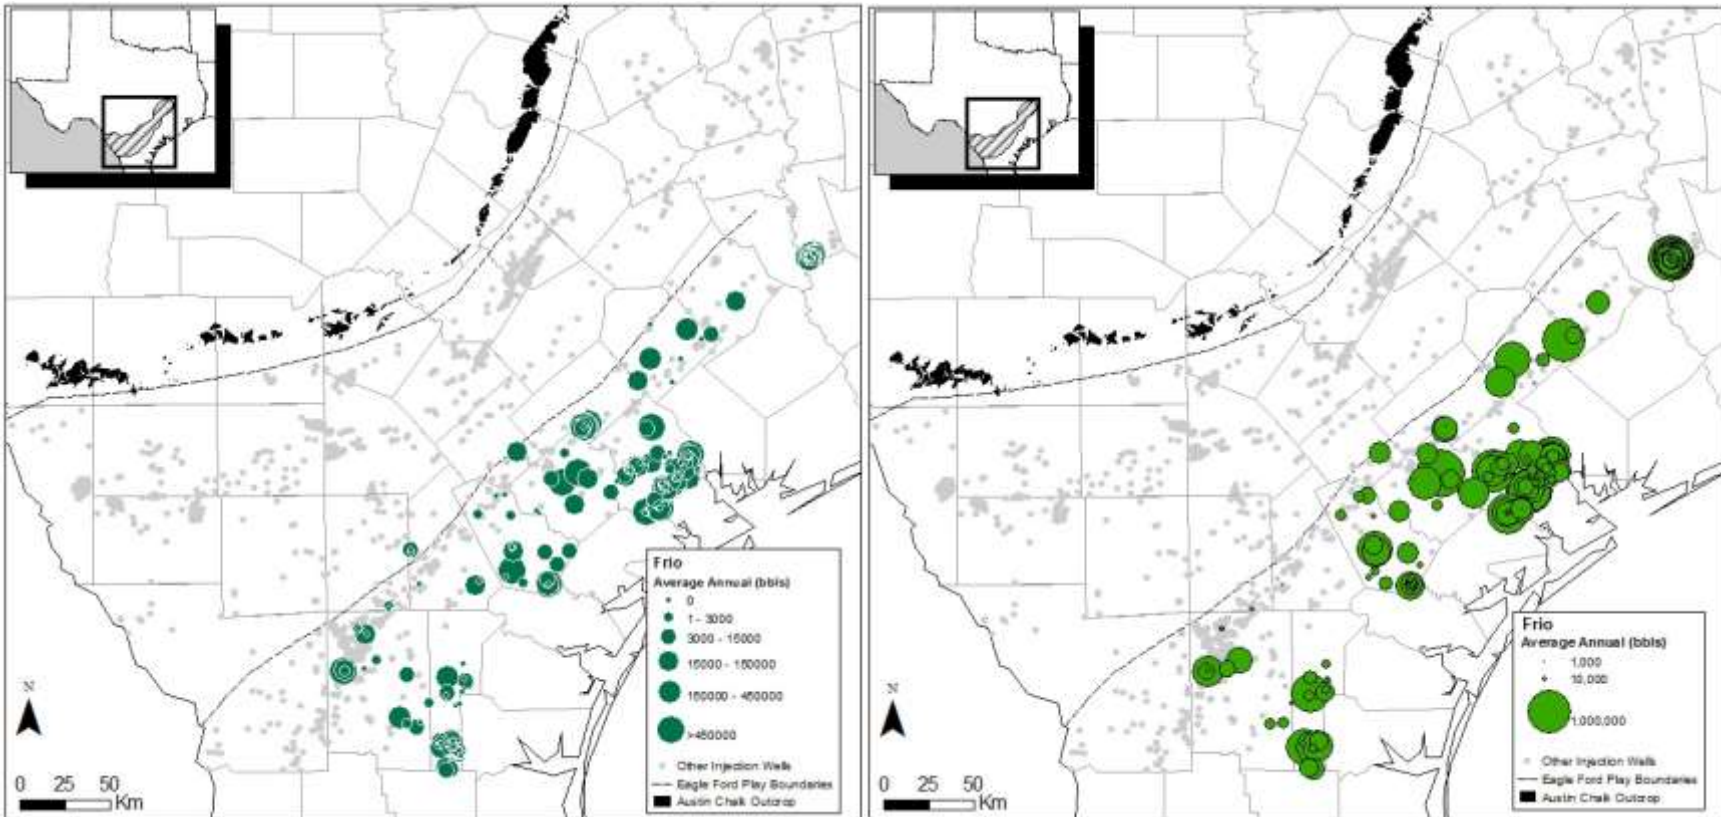 Frio
Average Annual (bbls)
0
1 - 3000
3000 - 15000
15000 - 150000
150000 - 450000
>450000
Other Injection Wells
Eagle Ford Play Boundaries
Austin Chalk Outcrop
N
0 25 50
Km
Frio
Average Annual (bbls)
1,000
10,000
1,000,000
Other Injection Wells
Eagle Ford Play Boundaries
Austin Chalk Outcrop
N
0 25 50
Km